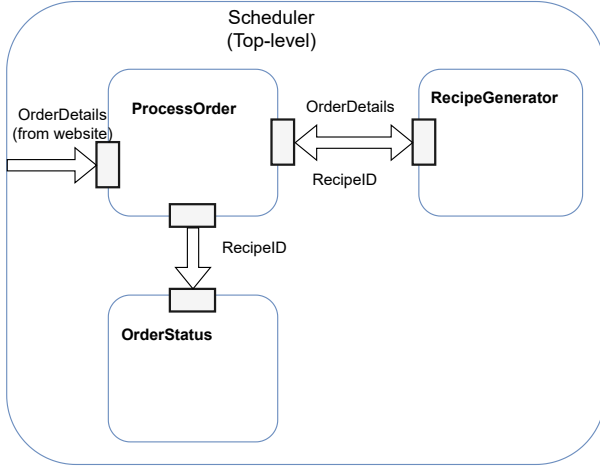 Scheduler
(Top-level)
OrderDetails
(from website)
ProcessOrder
OrderDetails
RecipeID
RecipeGenerator
RecipeID
OrderStatus